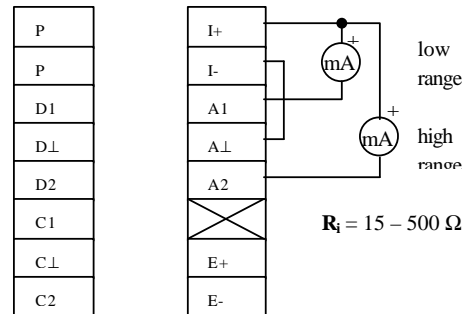 P
P
D1
D⊥
D2
C1
C⊥
C2
I+
I-
A1
A⊥
A2
E+
E-
+
mA
low
range
+
mA
high
range
Ri = 15 – 500 Ω